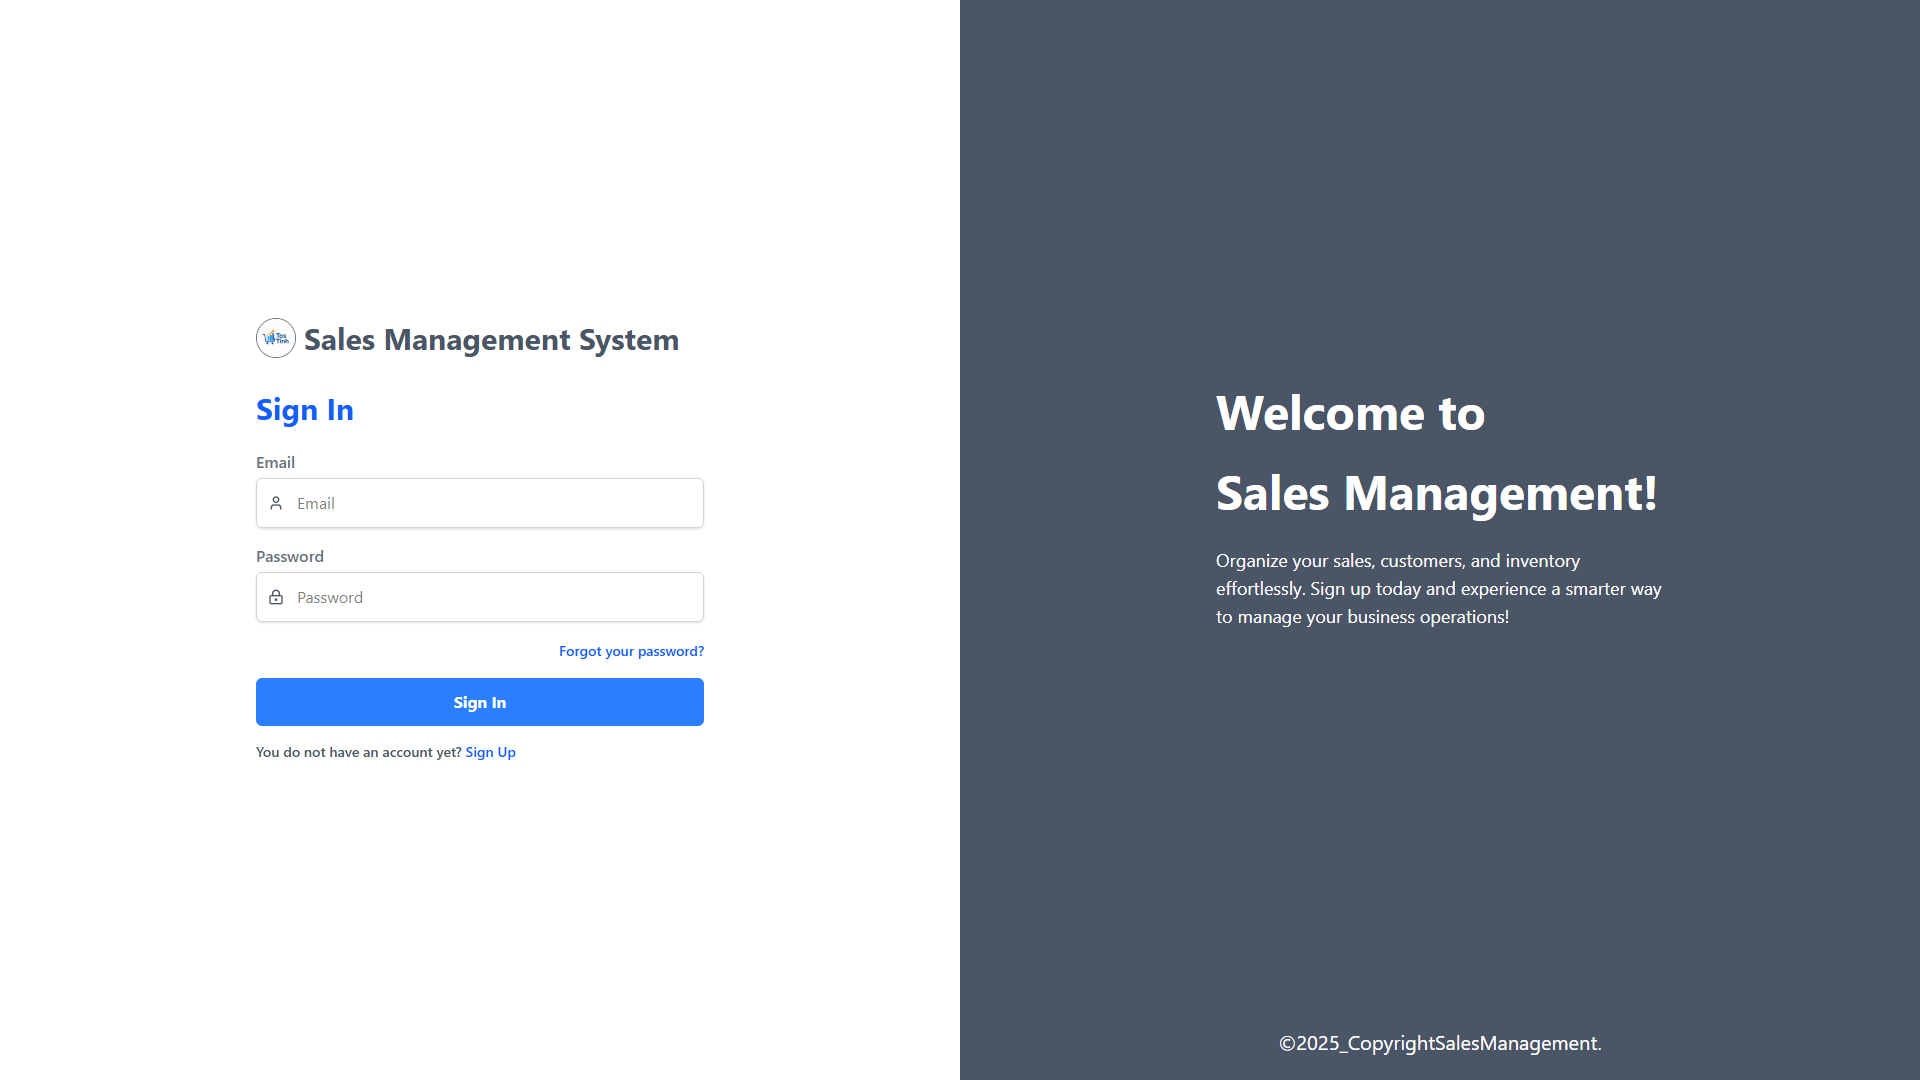 Tos
Tinh
Sales Management System
Sign In
Email
Email
Password
Password
Forgot your password?
Sign In
You do not have an account yet? Sign Up
Welcome to
Sales Management!
Organize your sales, customers, and inventory
effortlessly. Sign up today and experience a smarter way
to manage your business operations!
©2025_CopyrightSalesManagement.